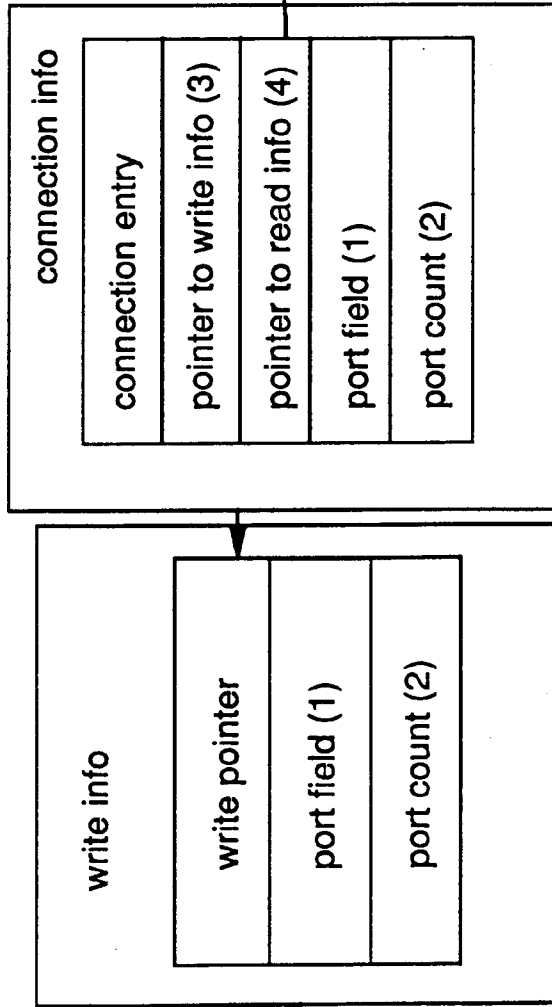 connection info
connection entry
pointer to write info (3)
pointer to read info (4)
port field (1)
port count (2)
write info
write pointer
port field (1)
port count (2)